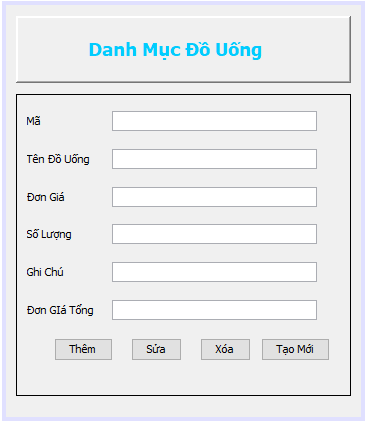 Danh Mục Đồ Uống
Mã
Tên Đồ Uống
Đơn Giá
Số Lượng
Ghi Chú
Đơn GIá Tổng
Thêm Sửa Xóa Tạo Mới